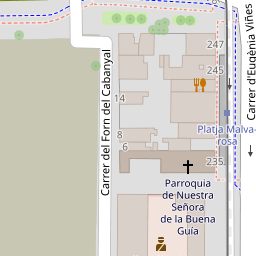 247
245
14
8
6
235
Carrer del Forn del Cabanyal
Carrer d'Eugènia Viñes
Platja Malva-
rosa
Parroquia
de Nuestra
Señora
de la Buena
Guía